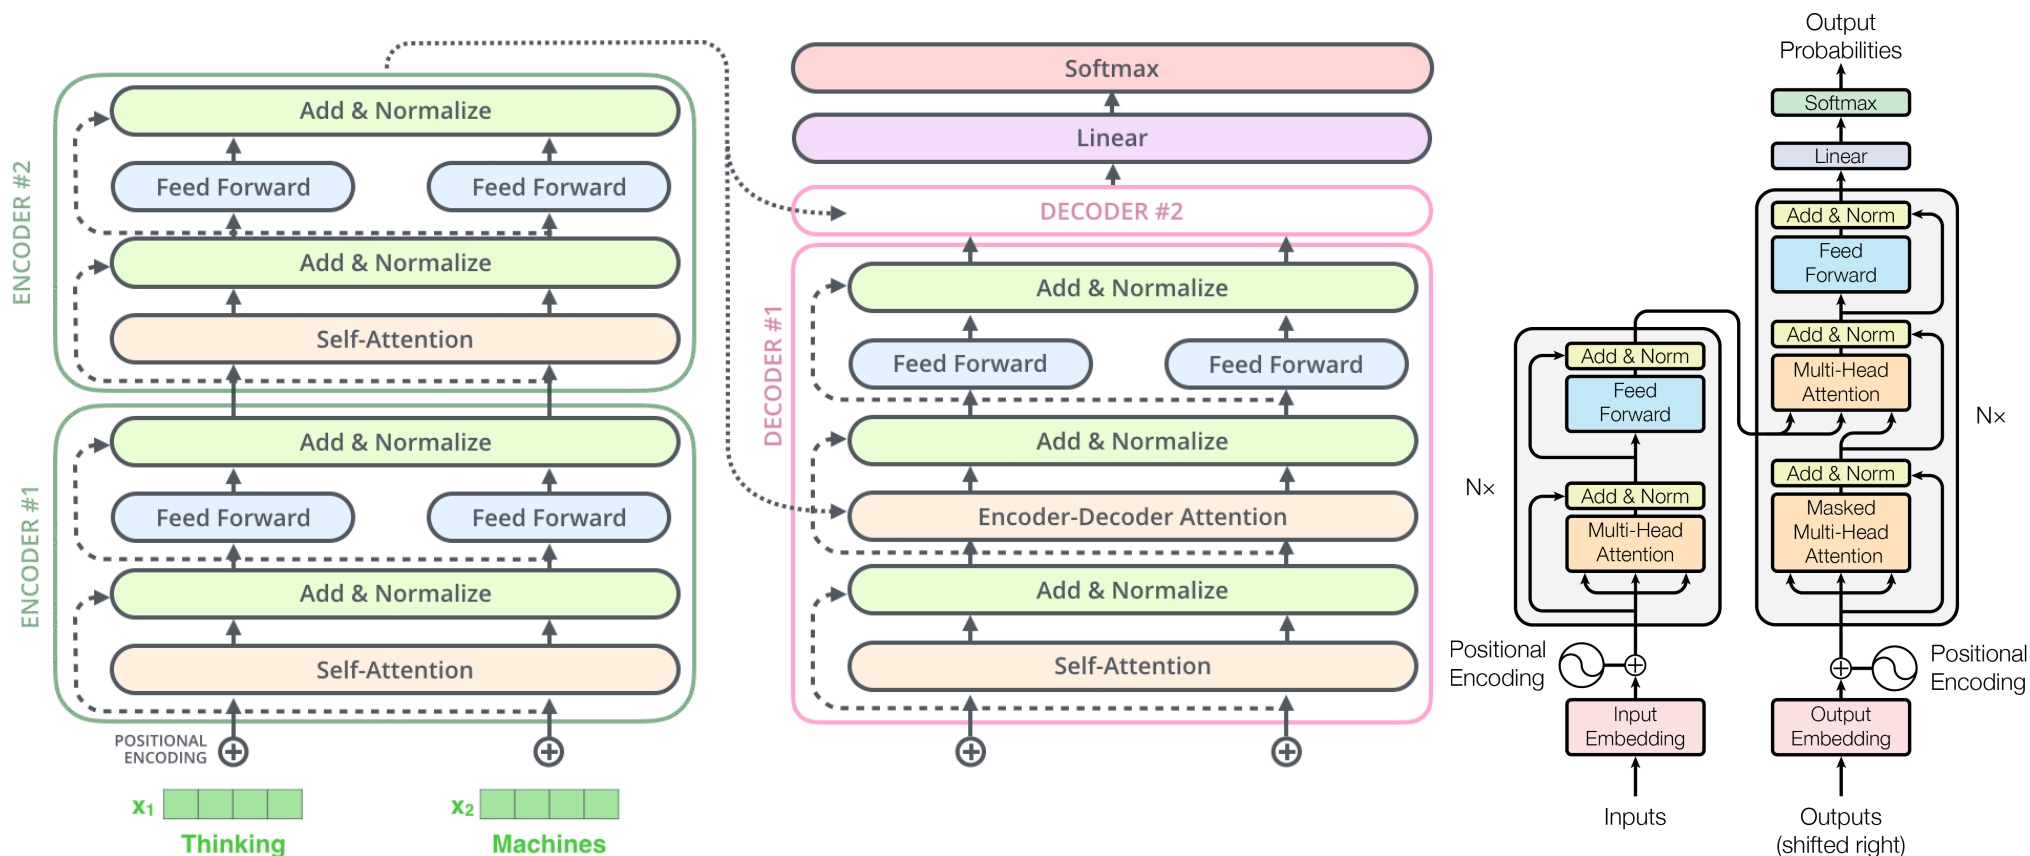 ENCODER #2
Add & Normalize
Feed Forward
Feed Forward
Add & Normalize
Self-Attention
ENCODER #1
Add & Normalize
Feed Forward
Feed Forward
Add & Normalize
Self-Attention
POSITIONAL
ENCODING
x₁
x₂
Thinking
Machines
Softmax
Linear
DECODER #2
DECODER #1
Add & Normalize
Feed Forward
Feed Forward
Add & Normalize
Encoder-Decoder Attention
Add & Normalize
Self-Attention
Nx
Add & Norm
Feed
Forward
Add & Norm
Multi-Head
Attention
Positional
Encoding
Input
Embedding
Inputs
Output
Probabilities
Softmax
Linear
Add & Norm
Feed
Forward
Add & Norm
Multi-Head
Attention
Nx
Add & Norm
Masked
Multi-Head
Attention
Positional
Encoding
Output
Embedding
Outputs
(shifted right)